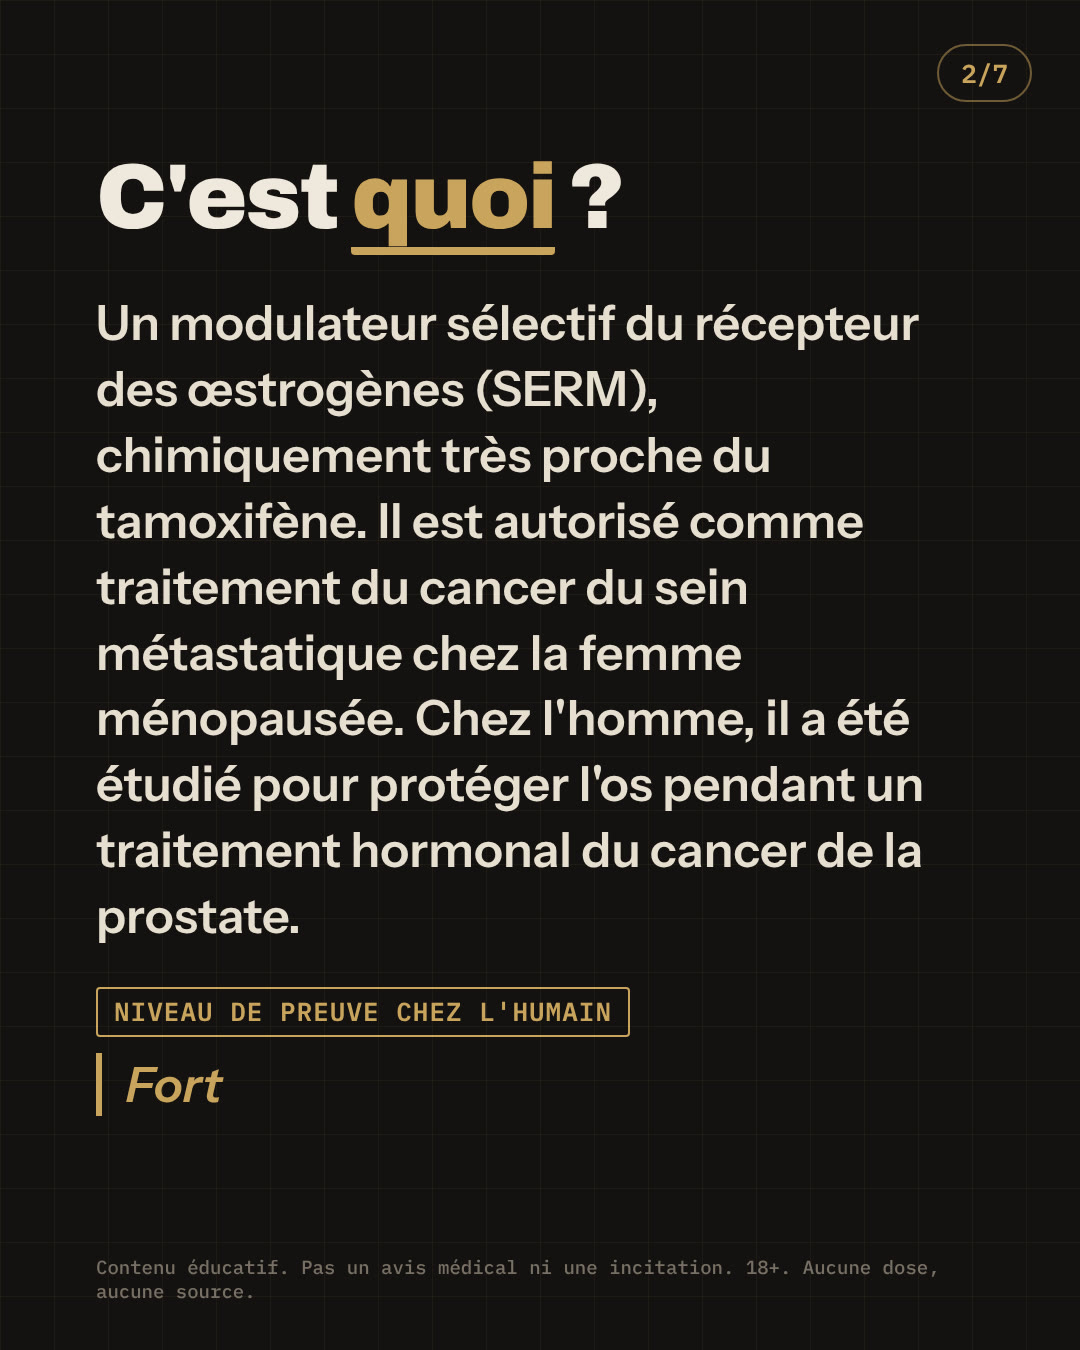 2/7
C'est quoi ?
Un modulateur sélectif du récepteur
des œstrogènes (SERM),
chimiquement très proche du
tamoxifène. Il est autorisé comme
traitement du cancer du sein
métastatique chez la femme
ménopausée. Chez l'homme, il a été
étudié pour protéger l'os pendant un
traitement hormonal du cancer de la
prostate.
NIVEAU DE PREUVE CHEZ L'HUMAIN
Fort
Contenu éducatif. Pas un avis médical ni une incitation. 18+. Aucune dose,
aucune source.